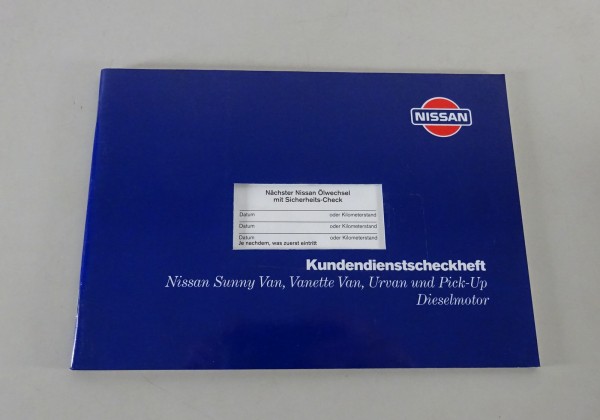 NISSAN
Nächster Nissan Ölwechsel
mit Sicherheits-Check
Datum oder Kilometerstand
Datum oder Kilometerstand
Datum oder Kilometerstand
Je nachdem, was zuerst eintritt
Kundendienstscheckheft
Nissan Sunny Van, Vanette Van, Urvan und Pick-Up
Dieselmotor